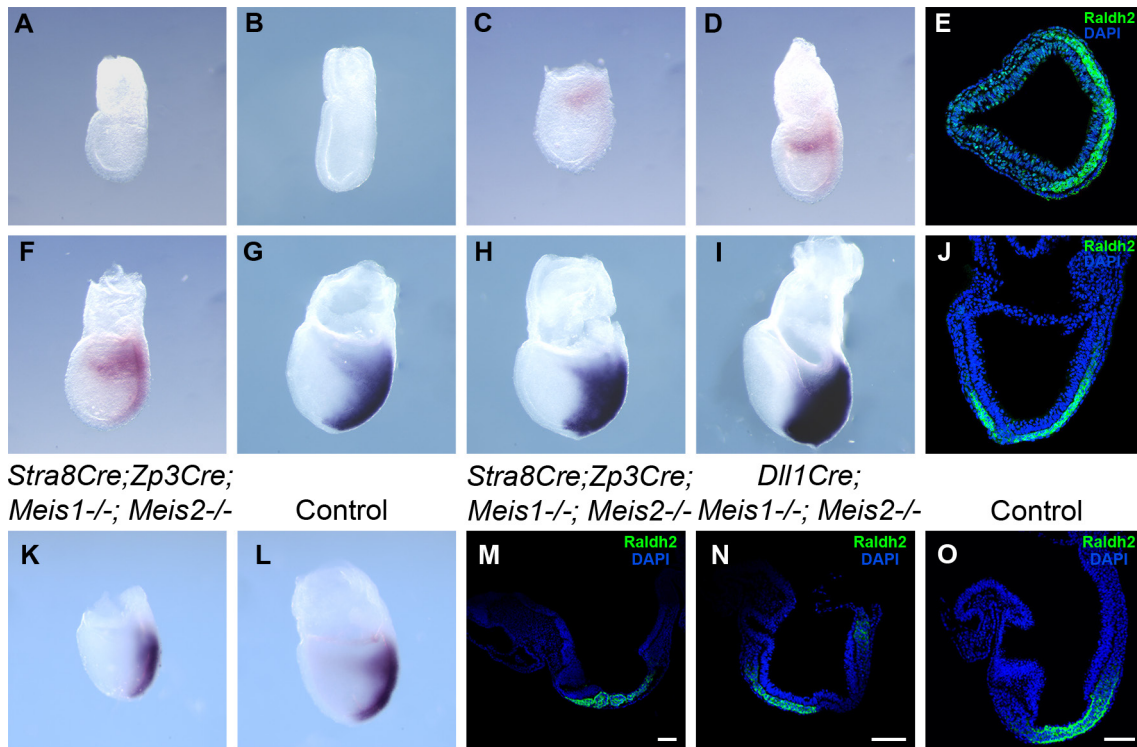 A
B
C
D
E
Raldh2
DAPI
F
G
H
I
J
Raldh2
DAPI
Stra8Cre;Zp3Cre;
Meis1-/-; Meis2-/-
Control
Stra8Cre;Zp3Cre;
Meis1-/-; Meis2-/-
Dll1Cre;
Meis1-/-; Meis2-/-
Control
K
L
M
Raldh2
DAPI
N
Raldh2
DAPI
O
Raldh2
DAPI